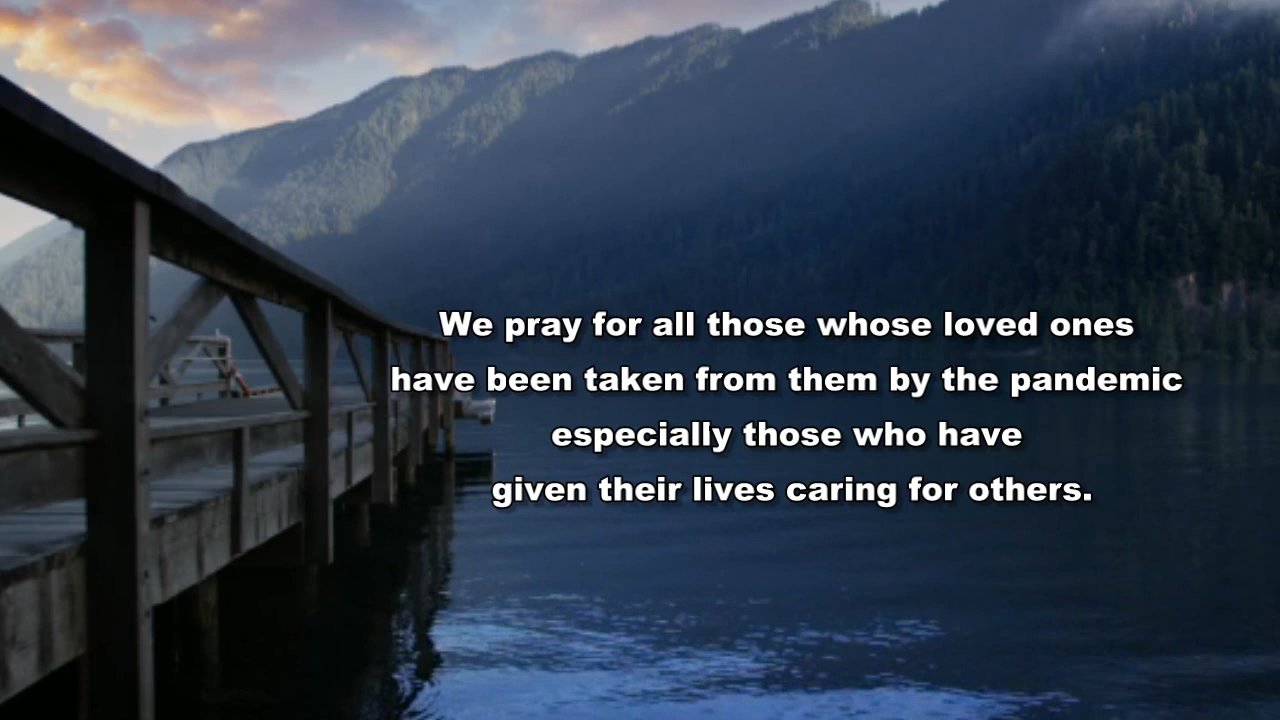 We pray for all those whose loved ones
have been taken from them by the pandemic
especially those who have
given their lives caring for others.